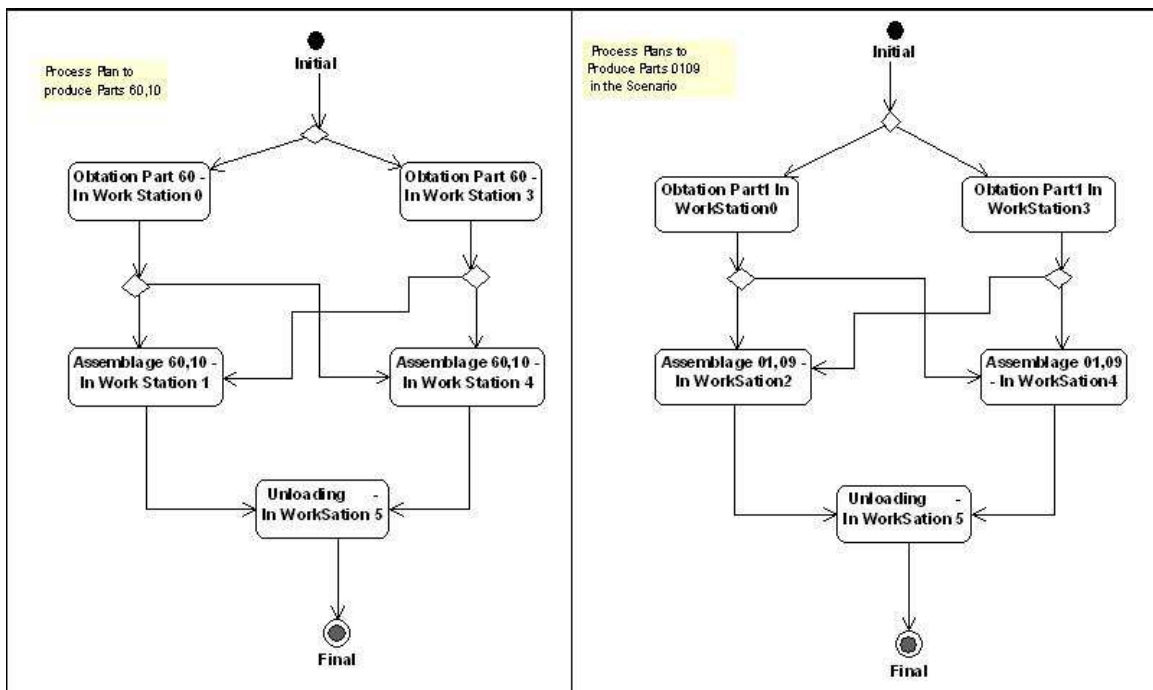 Process Plan to
produce Parts 60,10
Initial
Obtation Part 60 -
In Work Station 0
Obtation Part 60 -
In Work Station 3
Assemblage 60,10 -
In Work Station 1
Assemblage 60,10 -
In Work Station 4
Unloading -
In WorkSation 5
Final
Process Plans to
Produce Parts 0109
in the Scenario
Initial
Obtation Part1 In
WorkStation0
Obtation Part1 In
WorkStation3
Assemblage 01,09 -
In WorkSation2
Assemblage 01,09
- In WorkSation4
Unloading -
In WorkSation 5
Final